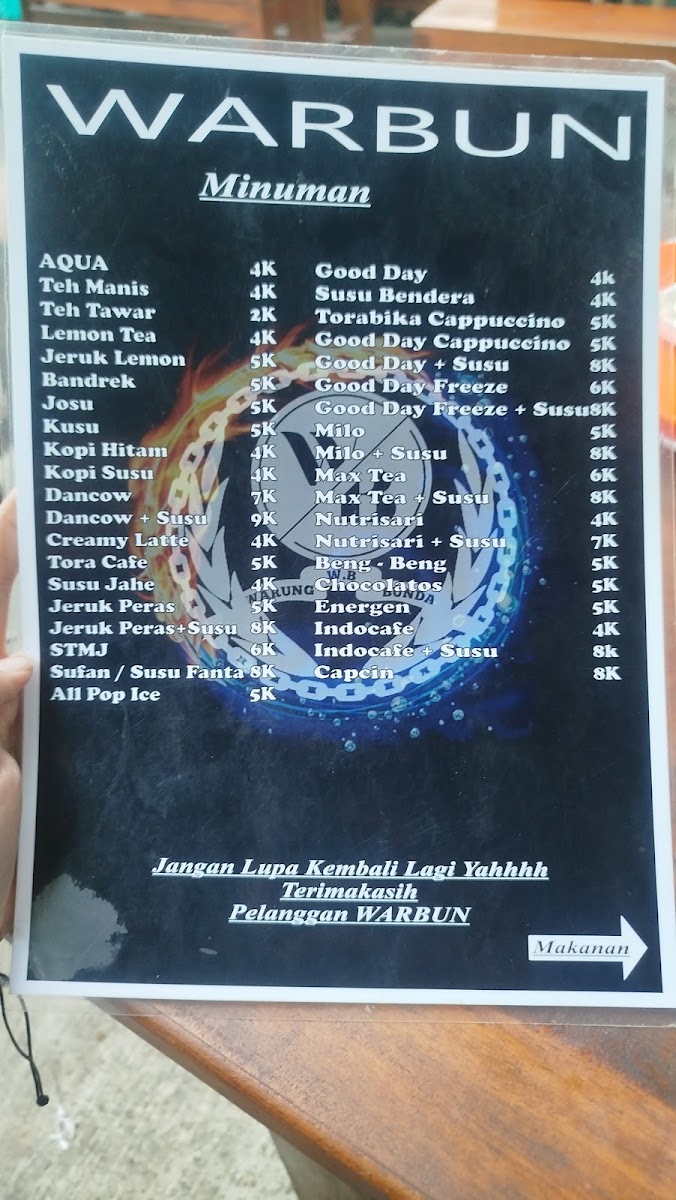 WARBUN
Minuman
AQUA 4K
Teh Manis 4K
Teh Tawar 2K
Lemon Tea 4K
Jeruk Lemon 5K
Bandrek 5K
Josu 5K
Kusu 5K
Kopi Hitam 4K
Kopi Susu 4K
Dancow 7K
Dancow + Susu 9K
Creamy Latte 4K
Tora Cafe 5K
Susu Jahe 4K
Jeruk Peras 5K
Jeruk Peras+Susu 8K
STMJ 6K
Sufan / Susu Fanta 8K
All Pop Ice 5K
Good Day 4k
Susu Bendera 4K
Torabika Cappuccino 5K
Good Day Cappuccino 5K
Good Day + Susu 8K
Good Day Freeze 6K
Good Day Freeze + Susu 8K
Milo 5K
Milo + Susu 8K
Max Tea 6K
Max Tea + Susu 8K
Nutrisari 4K
Nutrisari + Susu 7K
Beng - Beng 5K
Chocolatos 5K
Energen 5K
Indocafe 4K
Indocafe + Susu 8k
Capcin 8K
W.B
WARUNG BUNDA
Jangan Lupa Kembali Lagi Yahhhh
Terimakasih
Pelanggan WARBUN
Makanan